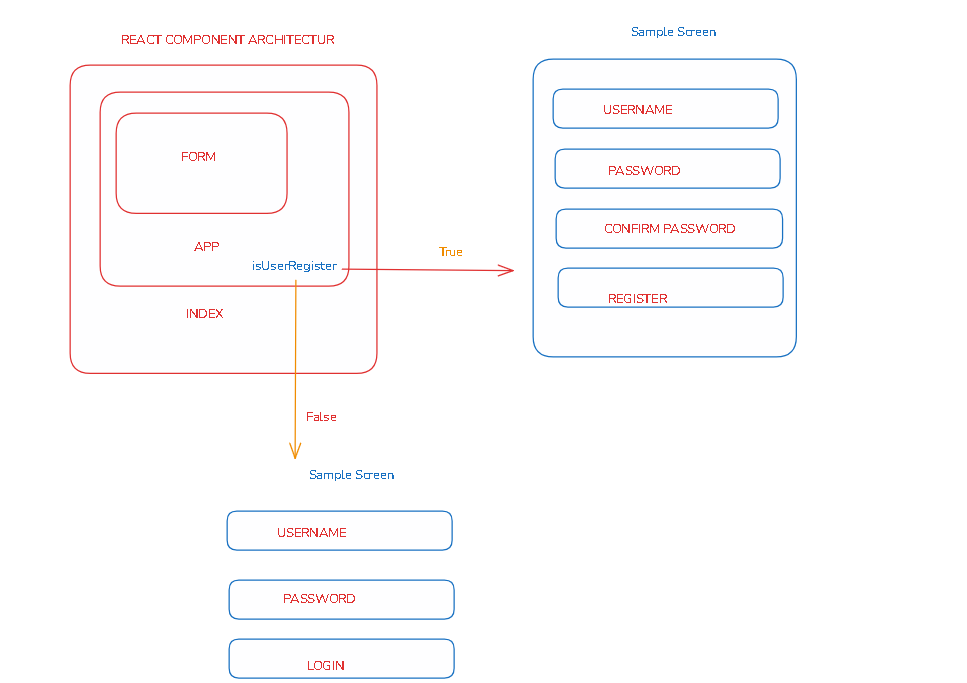 REACT COMPONENT ARCHITECTUR
FORM
APP
isUserRegister
INDEX
True
Sample Screen
USERNAME
PASSWORD
CONFIRM PASSWORD
REGISTER
False
Sample Screen
USERNAME
PASSWORD
LOGIN